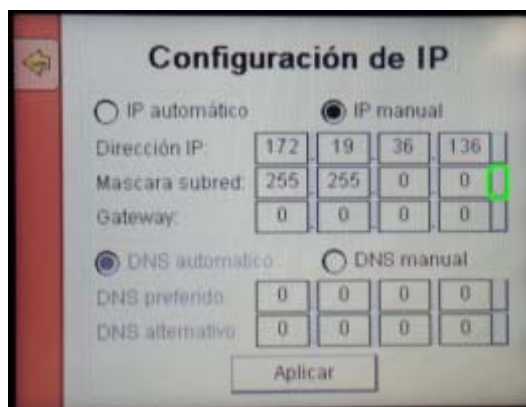 Configuración de IP
IP automático IP manual
Dirección IP: 172 19 36 136
Mascara subred: 255 255 0 0
Gateway: 0 0 0 0
DNS automatico DNS manual
DNS preferido 0 0 0 0
DNS alternativo 0 0 0 0
Aplicar